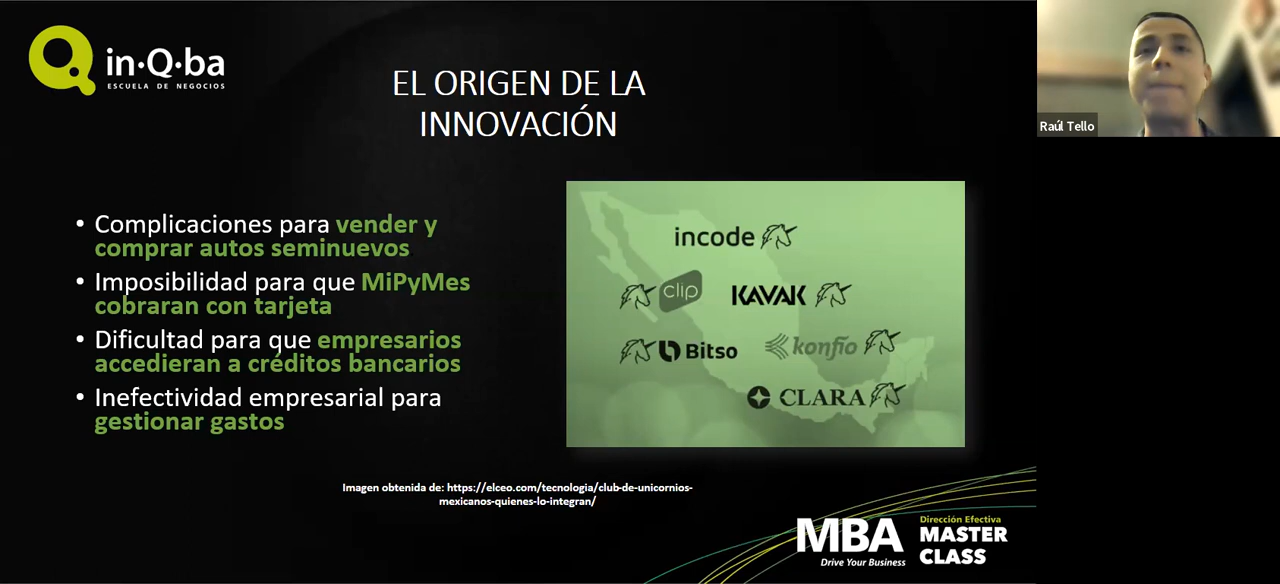 in·Q·ba
ESCUELA DE NEGOCIOS
EL ORIGEN DE LA
INNOVACIÓN
• Complicaciones para vender y
comprar autos seminuevos
• Imposibilidad para que MiPyMes
cobraran con tarjeta
• Dificultad para que empresarios
accedieran a créditos bancarios
• Inefectividad empresarial para
gestionar gastos
incode
clip
KAVAK
Bitso
konfío
CLARA
Imagen obtenida de: https://elceo.com/tecnologia/club-de-unicornios-
mexicanos-quienes-lo-integran/
MBA
Drive Your Business
Dirección Efectiva
MASTER
CLASS
Raúl Tello